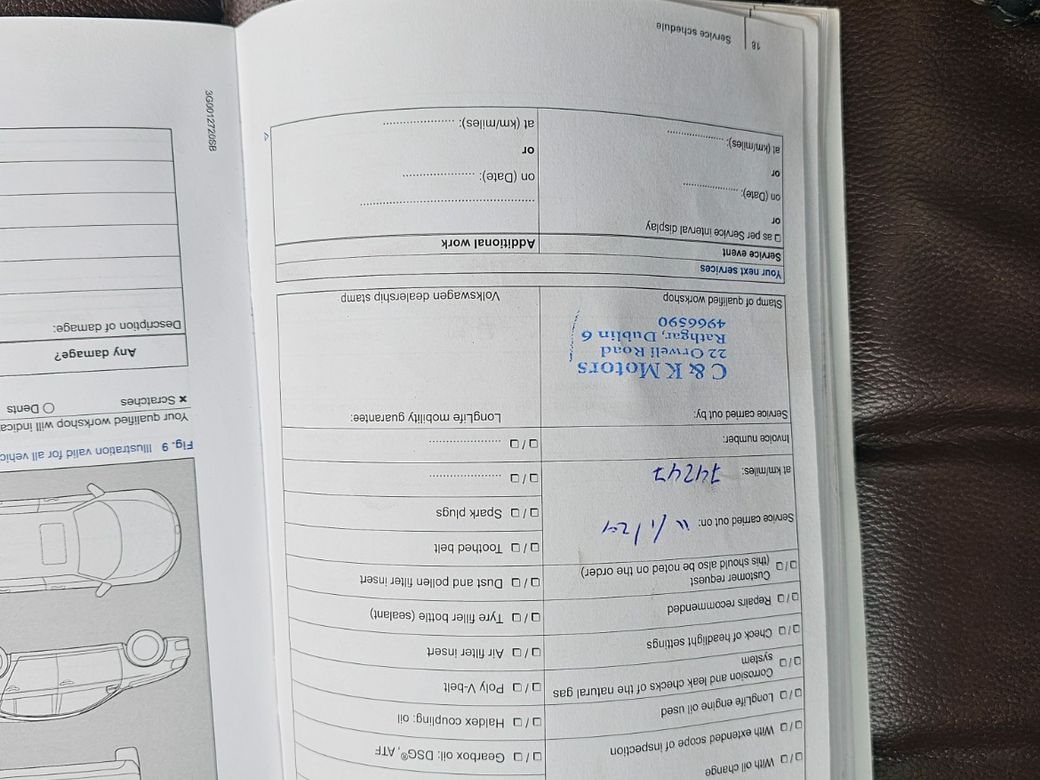 ❑/❑ With oil change
❑/❑ With extended scope of inspection
❑/❑ LongLife engine oil used
❑/❑ Corrosion and leak checks of the natural gas
system
❑/❑ Check of headlight settings
❑/❑ Repairs recommended
❑/❑ Customer request
(this should also be noted on the order)
Service carried out on:
at km/miles: 74247
Invoice number:
Service carried out by:
C & K Motors
22 Orwell Road
Rathgar, Dublin 6
4966590
Stamp of qualified workshop
❑/❑ Gearbox oil: DSG®, ATF
❑/❑ Haldex coupling: oil
❑/❑ Poly V-belt
❑/❑ Air filter insert
❑/❑ Tyre filler bottle (sealant)
❑/❑ Dust and pollen filter insert
❑/❑ Toothed belt
❑/❑ Spark plugs
❑/❑ ....................
❑/❑ ....................
LongLife mobility guarantee:
Volkswagen dealership stamp
Your next services
Service event
❑ as per Service interval display
or
on (Date): ................
or
at (km/miles): ................
Additional work
................................................
on (Date): ....................
or
at (km/miles): ....................
18 Service schedule
Fig. 9 Illustration valid for all vehic
Your qualified workshop will indica
× Scratches ○ Dents
Any damage?
Description of damage:
3G0012720SB